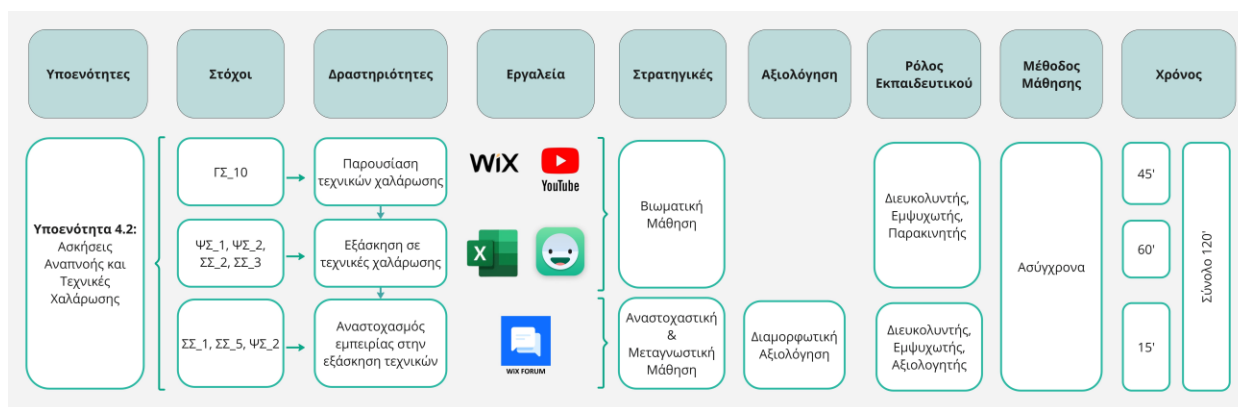 Υποενότητες
Στόχοι
Δραστηριότητες
Εργαλεία
Στρατηγικές
Αξιολόγηση
Ρόλος
Εκπαιδευτικού
Μέθοδος
Μάθησης
Χρόνος
Υποενότητα 4.2:
Ασκήσεις
Αναπνοής και
Τεχνικές
Χαλάρωσης
ΓΣ_10
Παρουσίαση
τεχνικών χαλάρωσης
WiX
YouTube
Βιωματική
Μάθηση
Διευκολυντής,
Εμψυχωτής,
Παρακινητής
Ασύγχρονα
45'
Σύνολο 120'
ΨΣ_1, ΨΣ_2,
ΣΣ_2, ΣΣ_3
Εξάσκηση σε
τεχνικές χαλάρωσης
X
60'
ΣΣ_1, ΣΣ_5, ΨΣ_2
Αναστοχασμός
εμπειρίας στην
εξάσκηση τεχνικών
WIX FORUM
Αναστοχαστική
&
Μεταγνωστική
Μάθηση
Διαμορφωτική
Αξιολόγηση
Διευκολυντής,
Εμψυχωτής,
Αξιολογητής
15'